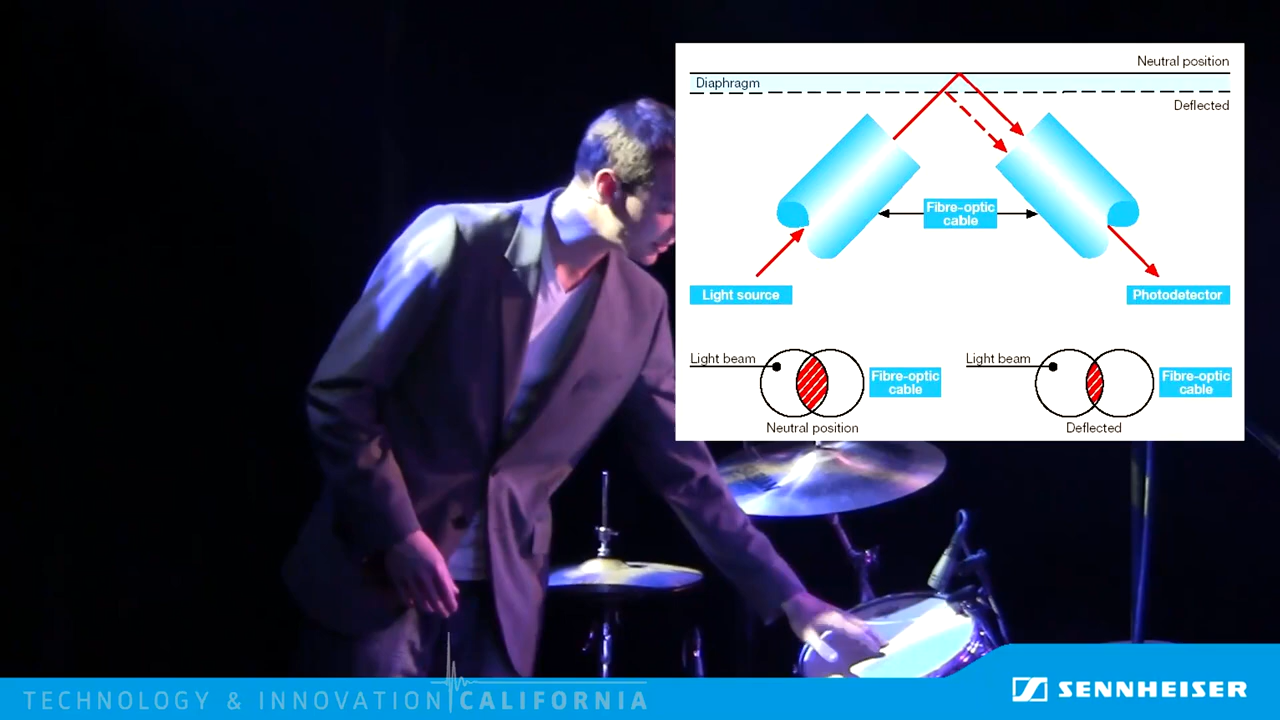 Neutral position
Diaphragm
Deflected
Fibre-optic
cable
Light source
Photodetector
Light beam
Fibre-optic
cable
Neutral position
Light beam
Fibre-optic
cable
Deflected
TECHNOLOGY & INNOVATION CALIFORNIA
SENNHEISER